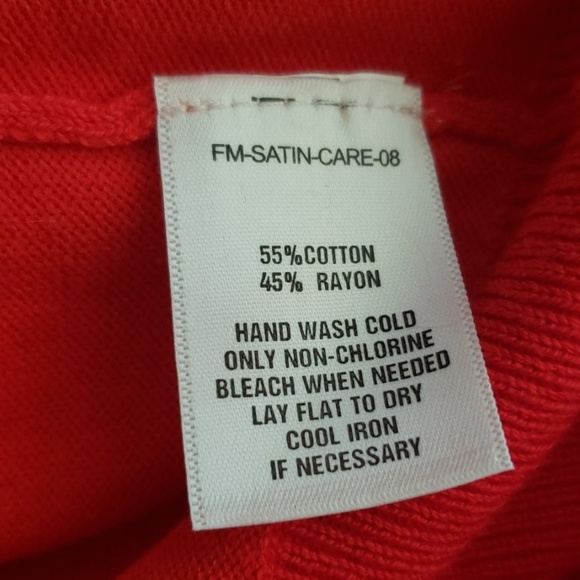 FM-SATIN-CARE-08
55%COTTON
45% RAYON
HAND WASH COLD
ONLY NON-CHLORINE
BLEACH WHEN NEEDED
LAY FLAT TO DRY
COOL IRON
IF NECESSARY